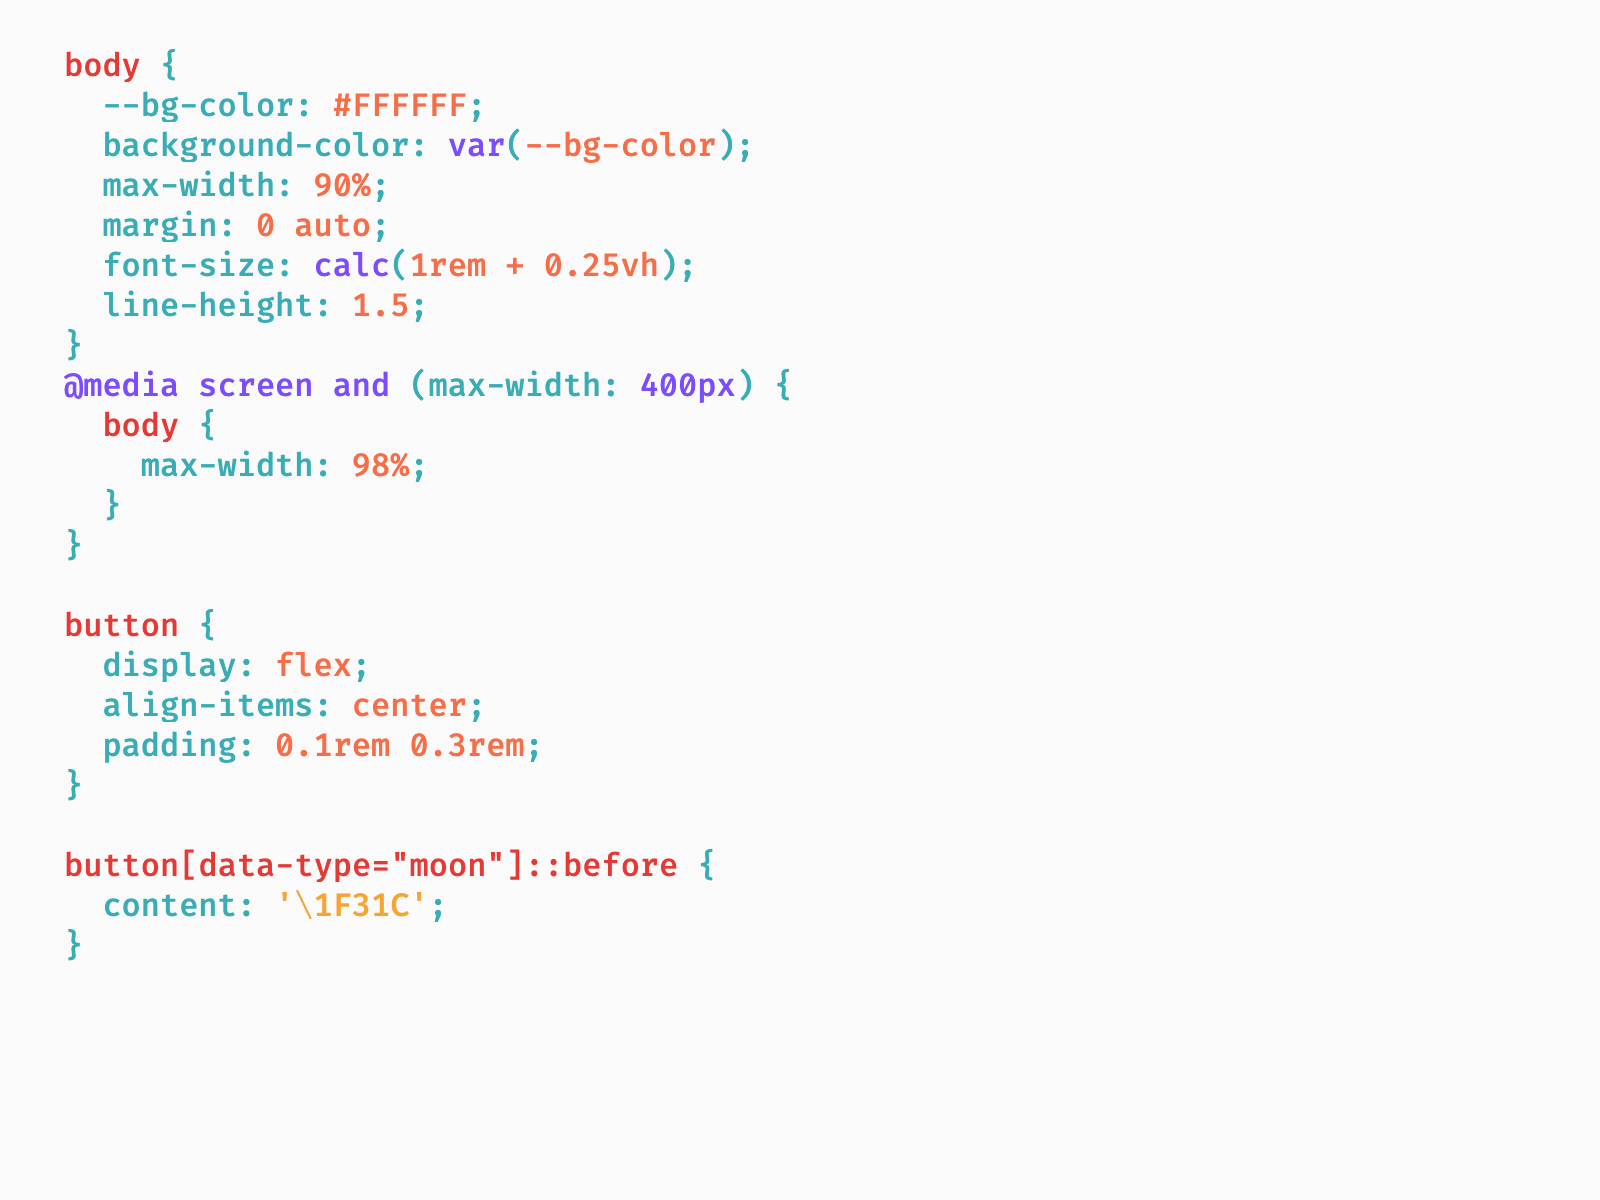 body {
  --bg-color: #FFFFFF;
  background-color: var(--bg-color);
  max-width: 90%;
  margin: 0 auto;
  font-size: calc(1rem + 0.25vh);
  line-height: 1.5;
}
@media screen and (max-width: 400px) {
  body {
    max-width: 98%;
  }
}

button {
  display: flex;
  align-items: center;
  padding: 0.1rem 0.3rem;
}

button[data-type="moon"]::before {
  content: '\1F31C';
}